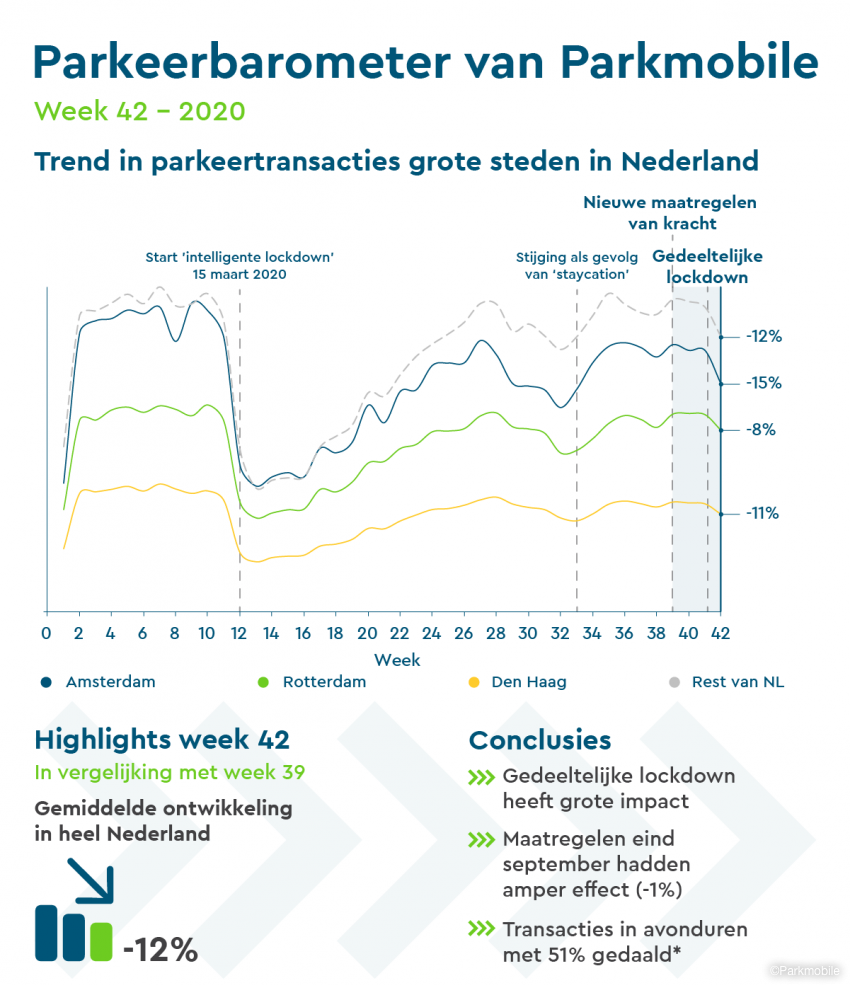 Parkeerbarometer van Parkmobile
Week 42 – 2020
Trend in parkeertransacties grote steden in Nederland
Nieuwe maatregelen
van kracht
Start 'intelligente lockdown'
15 maart 2020
Stijging als gevolg
van 'staycation'
Gedeeltelijke
lockdown
-12%
-15%
-8%
-11%
0 2 4 6 8 10 12 14 16 18 20 22 24 26 28 30 32 34 36 38 40 42
Week
Amsterdam Rotterdam Den Haag Rest van NL
Highlights week 42
In vergelijking met week 39
Gemiddelde ontwikkeling
in heel Nederland
-12%
Conclusies
Gedeeltelijke lockdown
heeft grote impact
Maatregelen eind
september hadden
amper effect (-1%)
Transacties in avonduren
met 51% gedaald*
©Parkmobile